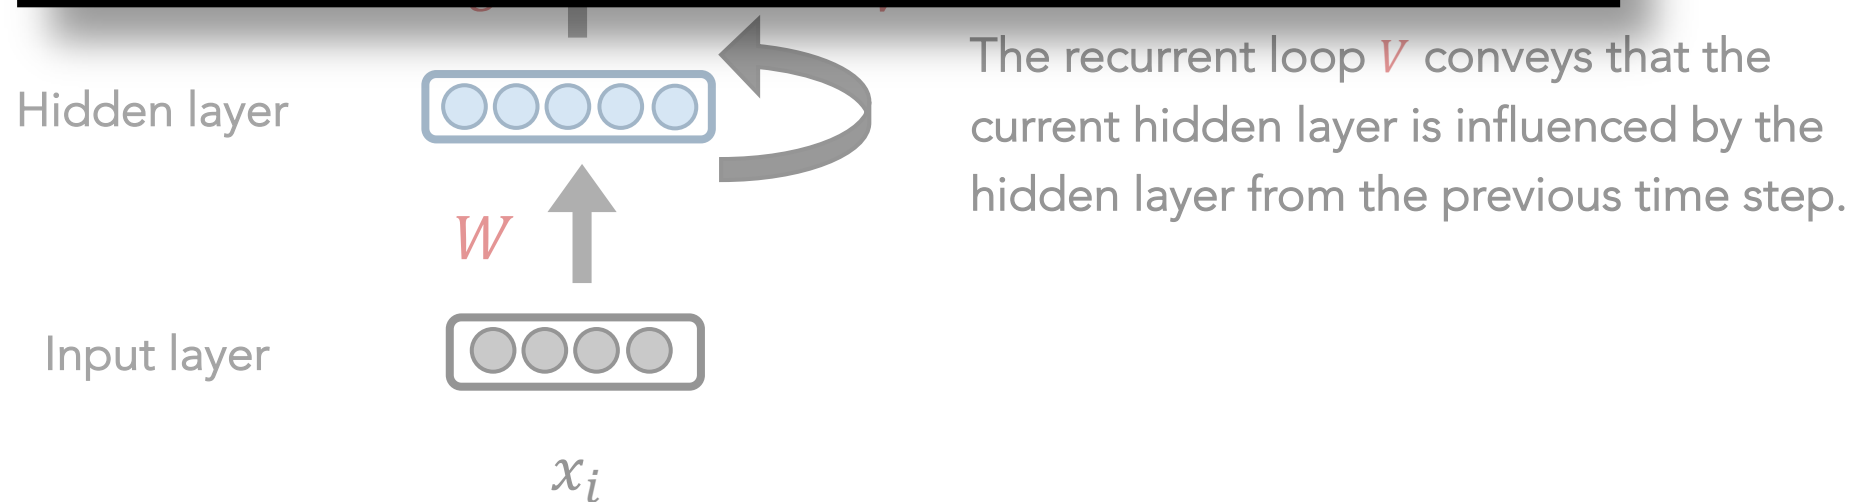 The recurrent loop V conveys that the
Hidden layer
current hidden layer is influenced by the
hidden layer from the previous time step.
W
Input layer
xᵢ